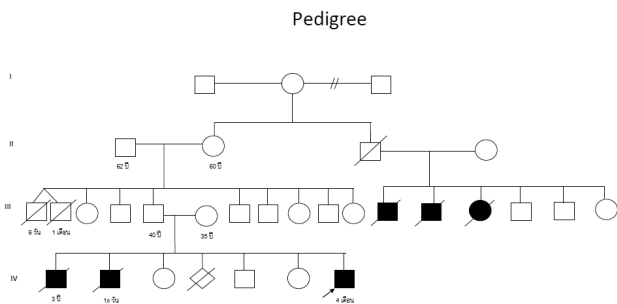 Pedigree
I
II
62 ปี
60 ปี
III
6 วัน
1 เดือน
40 ปี
35 ปี
IV
3 ปี
16 วัน
4 เดือน